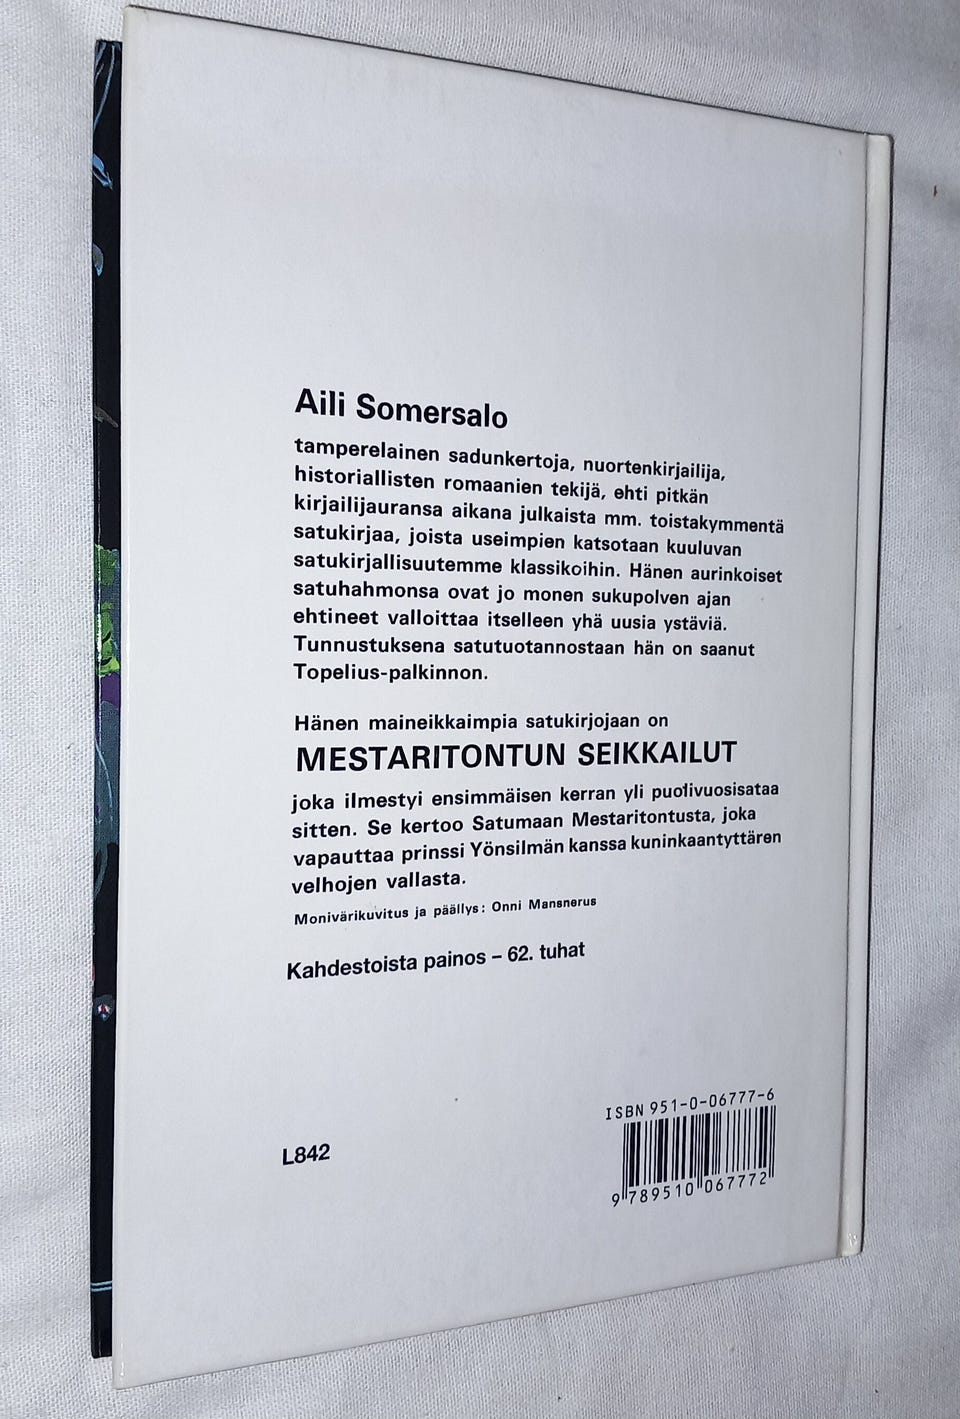 Aili Somersalo
tamperelainen sadunkertoja, nuortenkirjailija,
historiallisten romaanien tekijä, ehti pitkän
kirjailijauransa aikana julkaista mm. toistakymmentä
satukirjaa, joista useimpien katsotaan kuuluvan
satukirjallisuutemme klassikoihin. Hänen aurinkoiset
satuhahmonsa ovat jo monen sukupolven ajan
ehtineet valloittaa itselleen yhä uusia ystäviä.
Tunnustuksena satutuotannostaan hän on saanut
Topelius-palkinnon.
Hänen maineikkaimpia satukirjojaan on
MESTARITONTUN SEIKKAILUT
joka ilmestyi ensimmäisen kerran yli puolivuosisataa
sitten. Se kertoo Satumaan Mestaritontusta, joka
vapauttaa prinssi Yönsilmän kanssa kuninkaantyttären
velhojen vallasta.
Monivärikuvitus ja päällys: Onni Mansnerus
Kahdestoista painos – 62. tuhat
ISBN 951-0-06777-6
L842
9 789510 067772